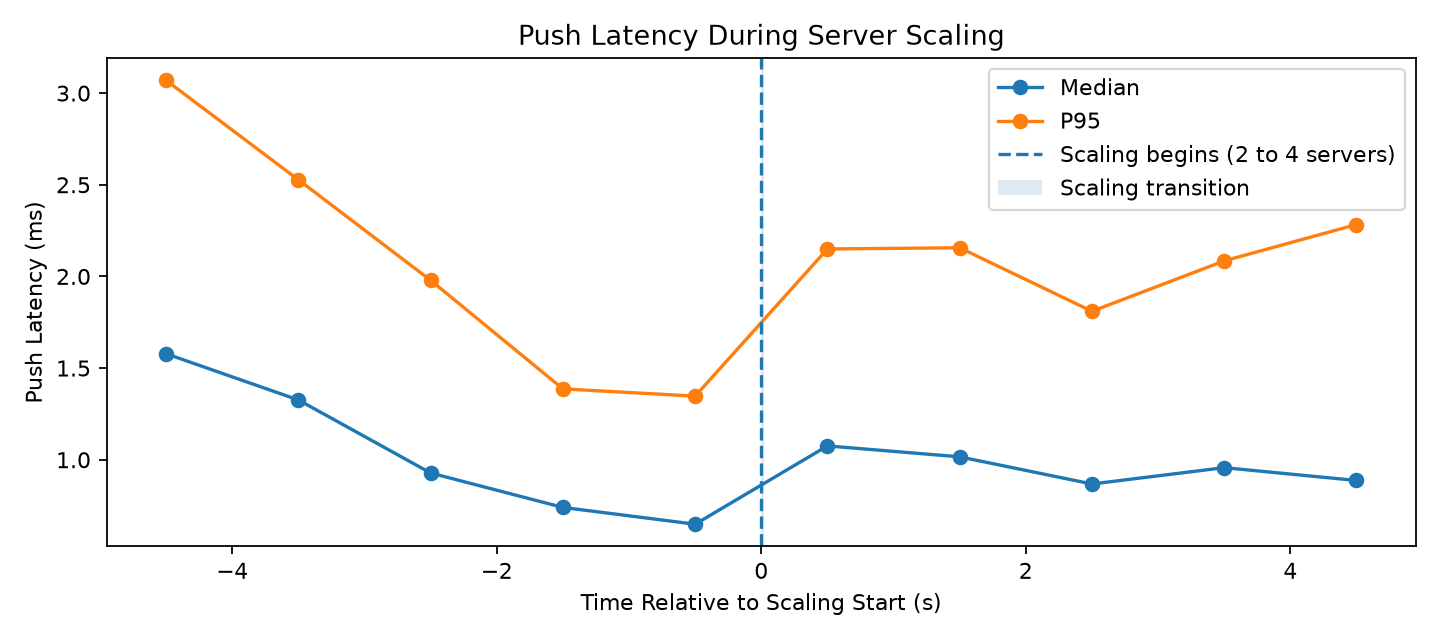 Push Latency During Server Scaling
Median
P95
Scaling begins (2 to 4 servers)
Scaling transition
Push Latency (ms)
3.0
2.5
2.0
1.5
1.0
−4
−2
0
2
4
Time Relative to Scaling Start (s)